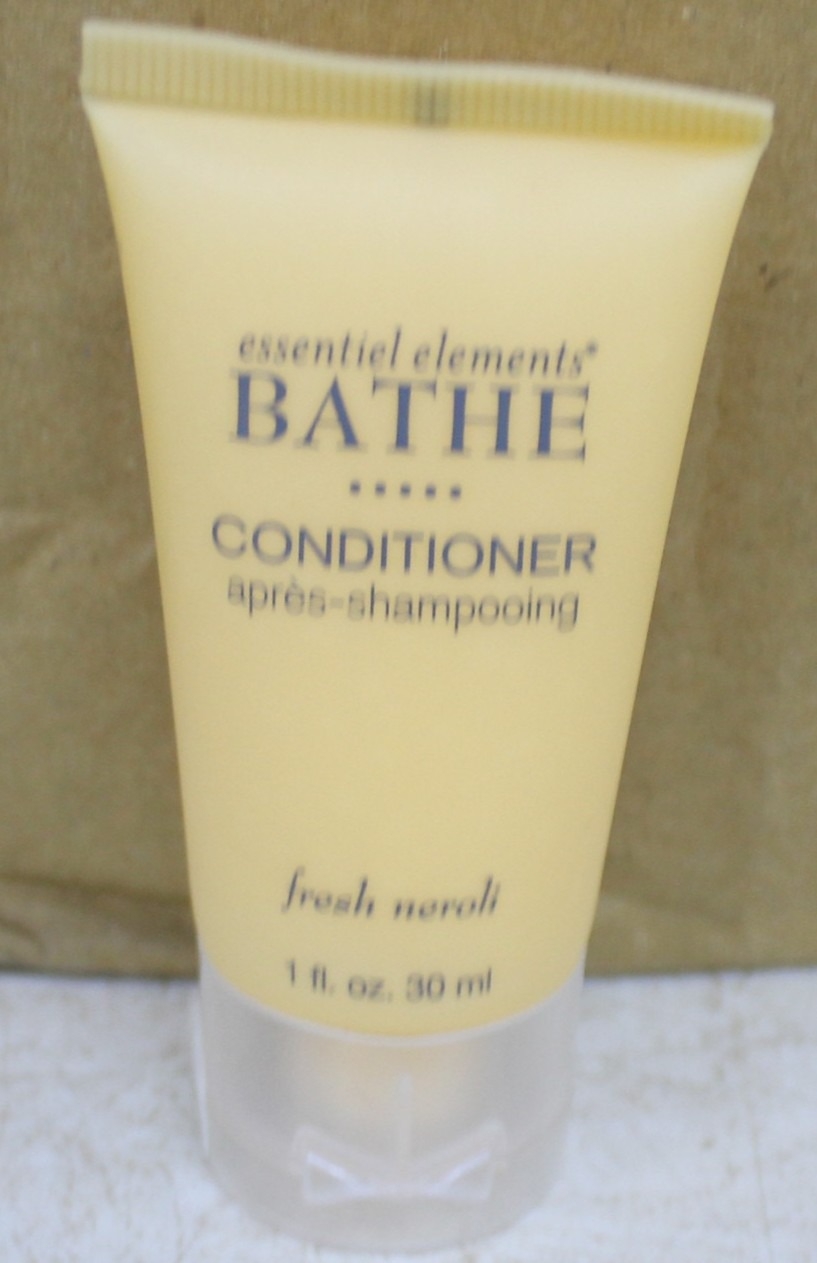 essentiel elements®
BATHE
•••••
CONDITIONER
après-shampooing
fresh neroli
1 fl. oz. 30 ml